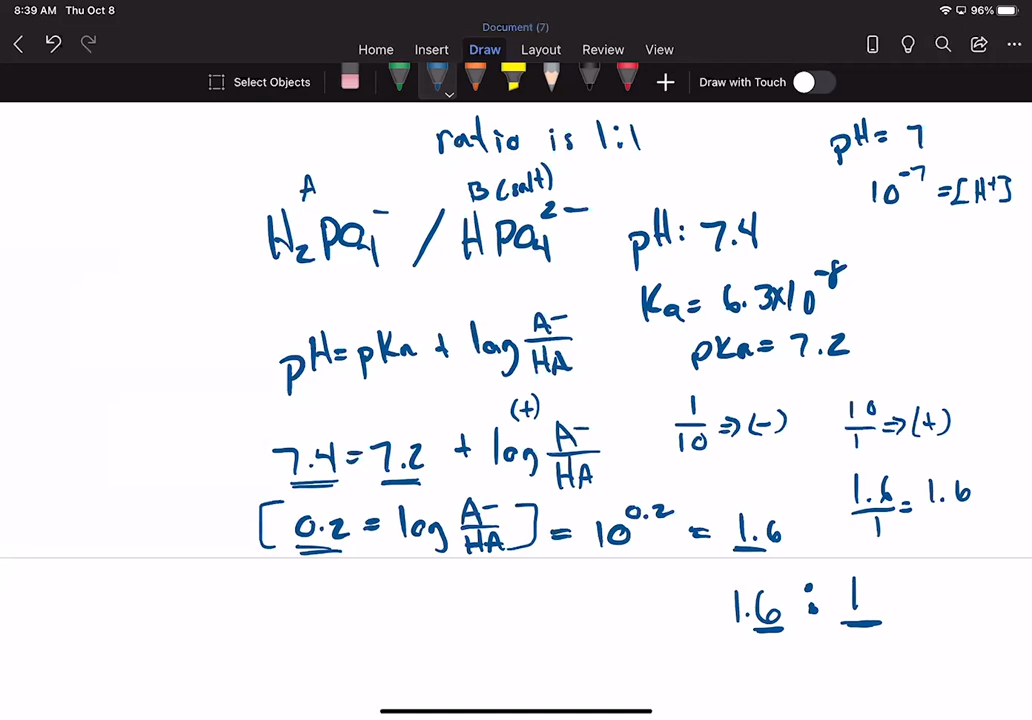 8:39 AM Thu Oct 8
96%
Document (7)
Home Insert Draw Layout Review View
Select Objects
Draw with Touch
ratio is 1:1
pH = 7
10⁻⁷ = [H⁺]
A
B (salt)
H₂PO₄⁻ / HPO₄²⁻
pH: 7.4
Ka = 6.3x10⁻⁸
pKa = 7.2
pH = pKa + log A⁻/HA
(+)
1/10 ⇒ (-)
10/1 ⇒ (+)
7.4 = 7.2 + log A⁻/HA
1.6/1 = 1.6
[0.2 = log A⁻/HA] = 10⁰·² = 1.6
1.6 : 1